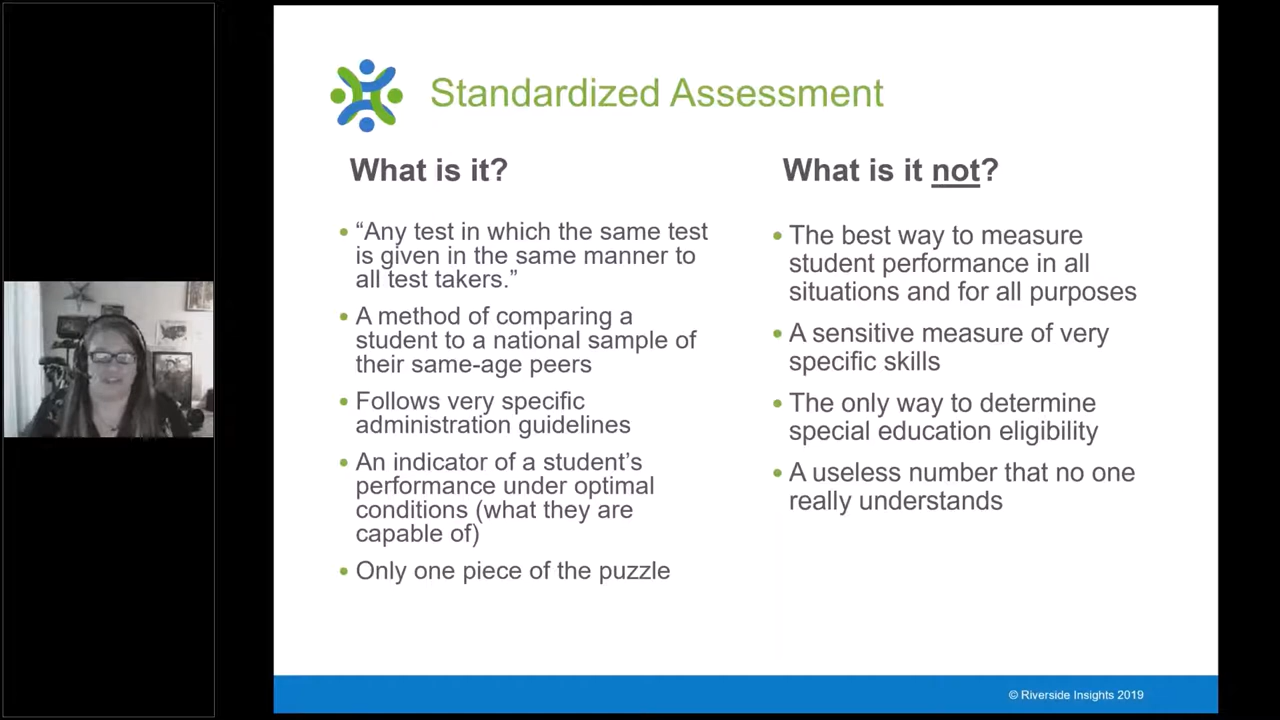 Standardized Assessment
What is it?
• “Any test in which the same test
is given in the same manner to
all test takers.”
• A method of comparing a
student to a national sample of
their same-age peers
• Follows very specific
administration guidelines
• An indicator of a student’s
performance under optimal
conditions (what they are
capable of)
• Only one piece of the puzzle
What is it not?
• The best way to measure
student performance in all
situations and for all purposes
• A sensitive measure of very
specific skills
• The only way to determine
special education eligibility
• A useless number that no one
really understands
© Riverside Insights 2019